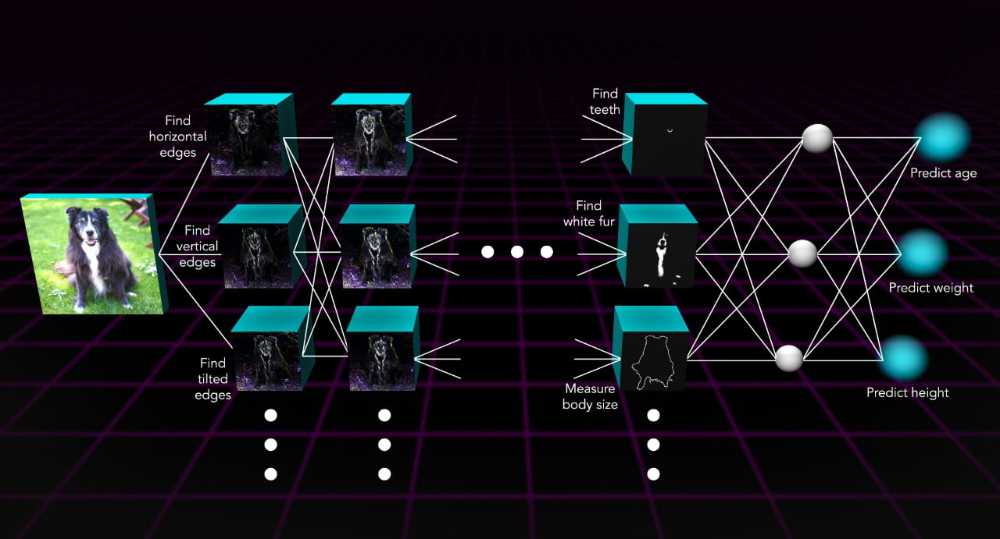 Find
horizontal
edges
Find
vertical
edges
Find
tilted
edges
Find
teeth
Find
white fur
Measure
body size
Predict age
Predict weight
Predict height